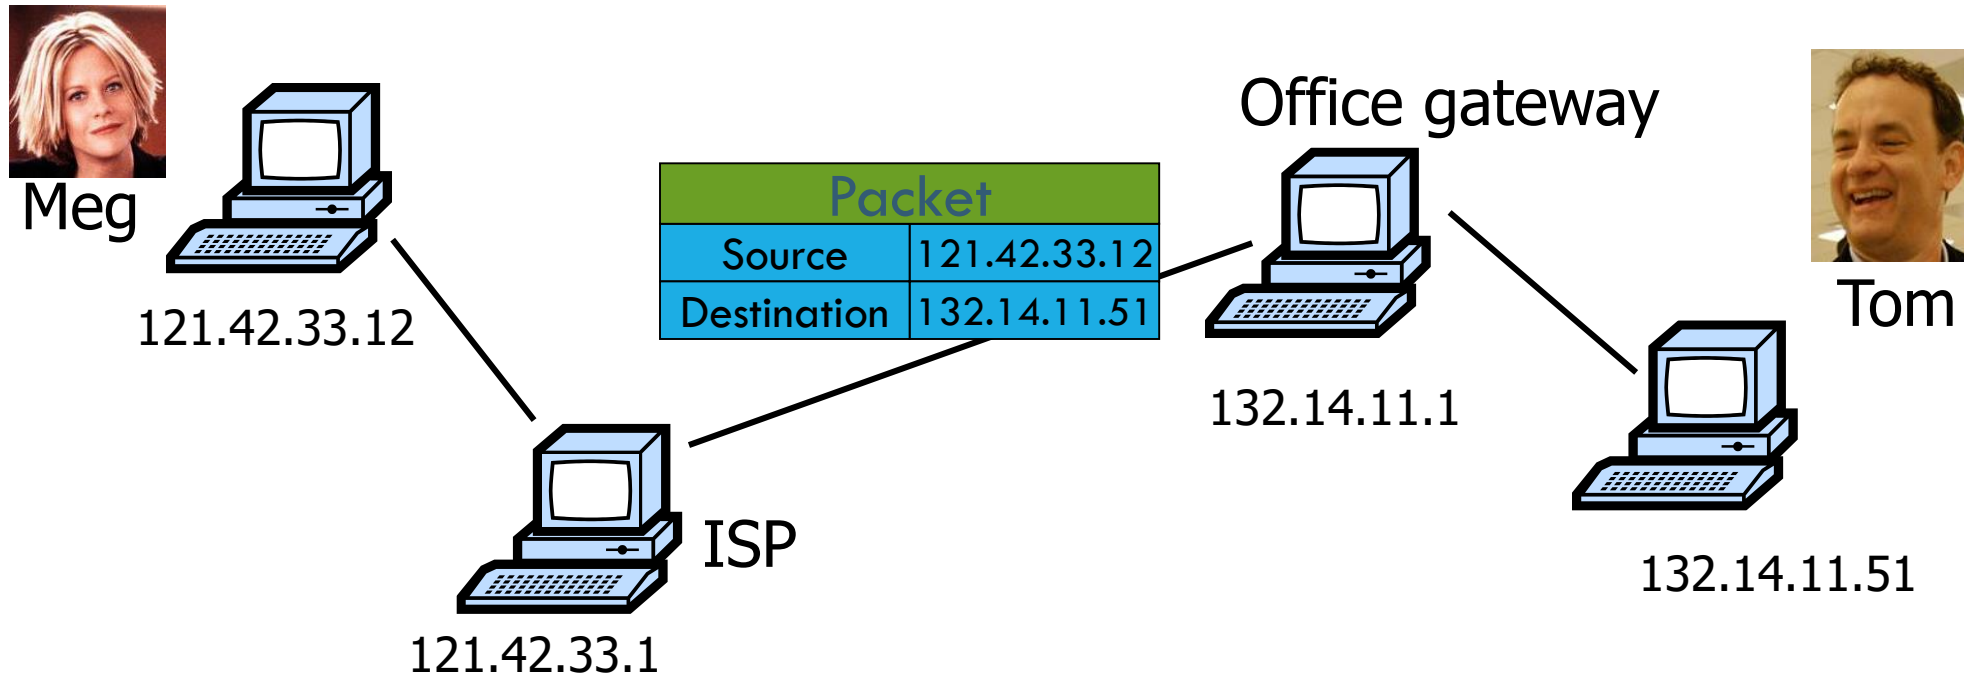 Meg
121.42.33.12
ISP
121.42.33.1
Packet
Source 121.42.33.12
Destination 132.14.11.51
Office gateway
132.14.11.1
Tom
132.14.11.51